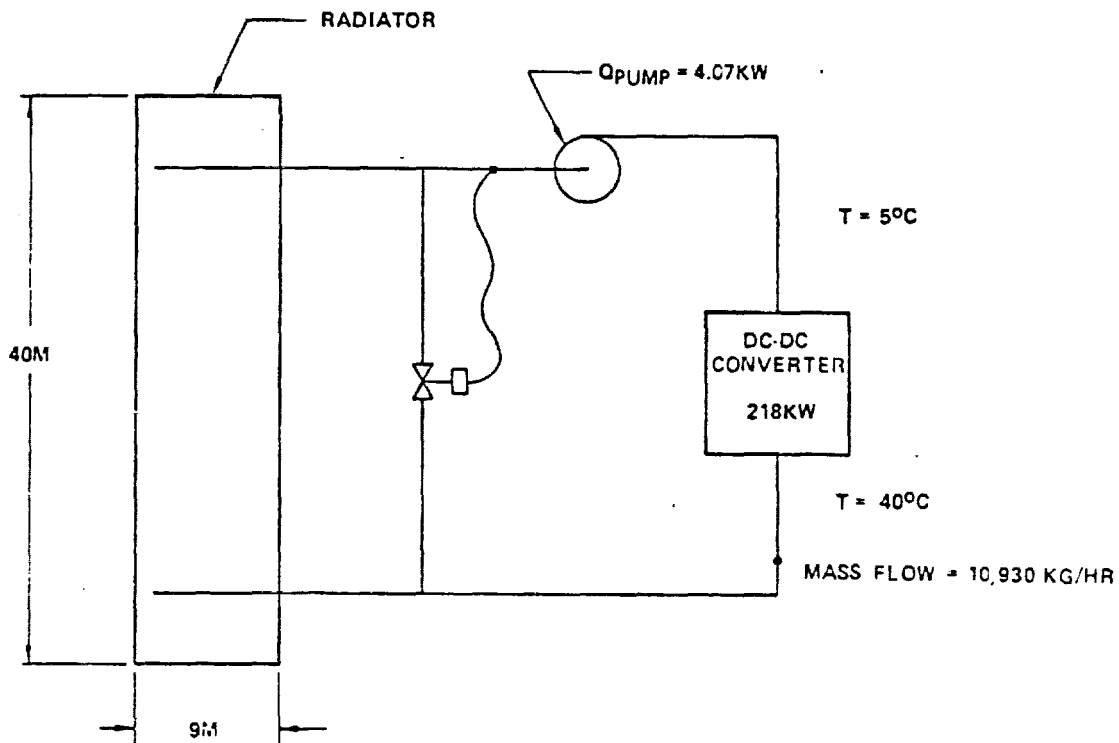 RADIATOR
QPUMP = 4.07KW
T = 5°C
40M
DC-DC
CONVERTER
218KW
T = 40°C
MASS FLOW = 10,930 KG/HR
9M